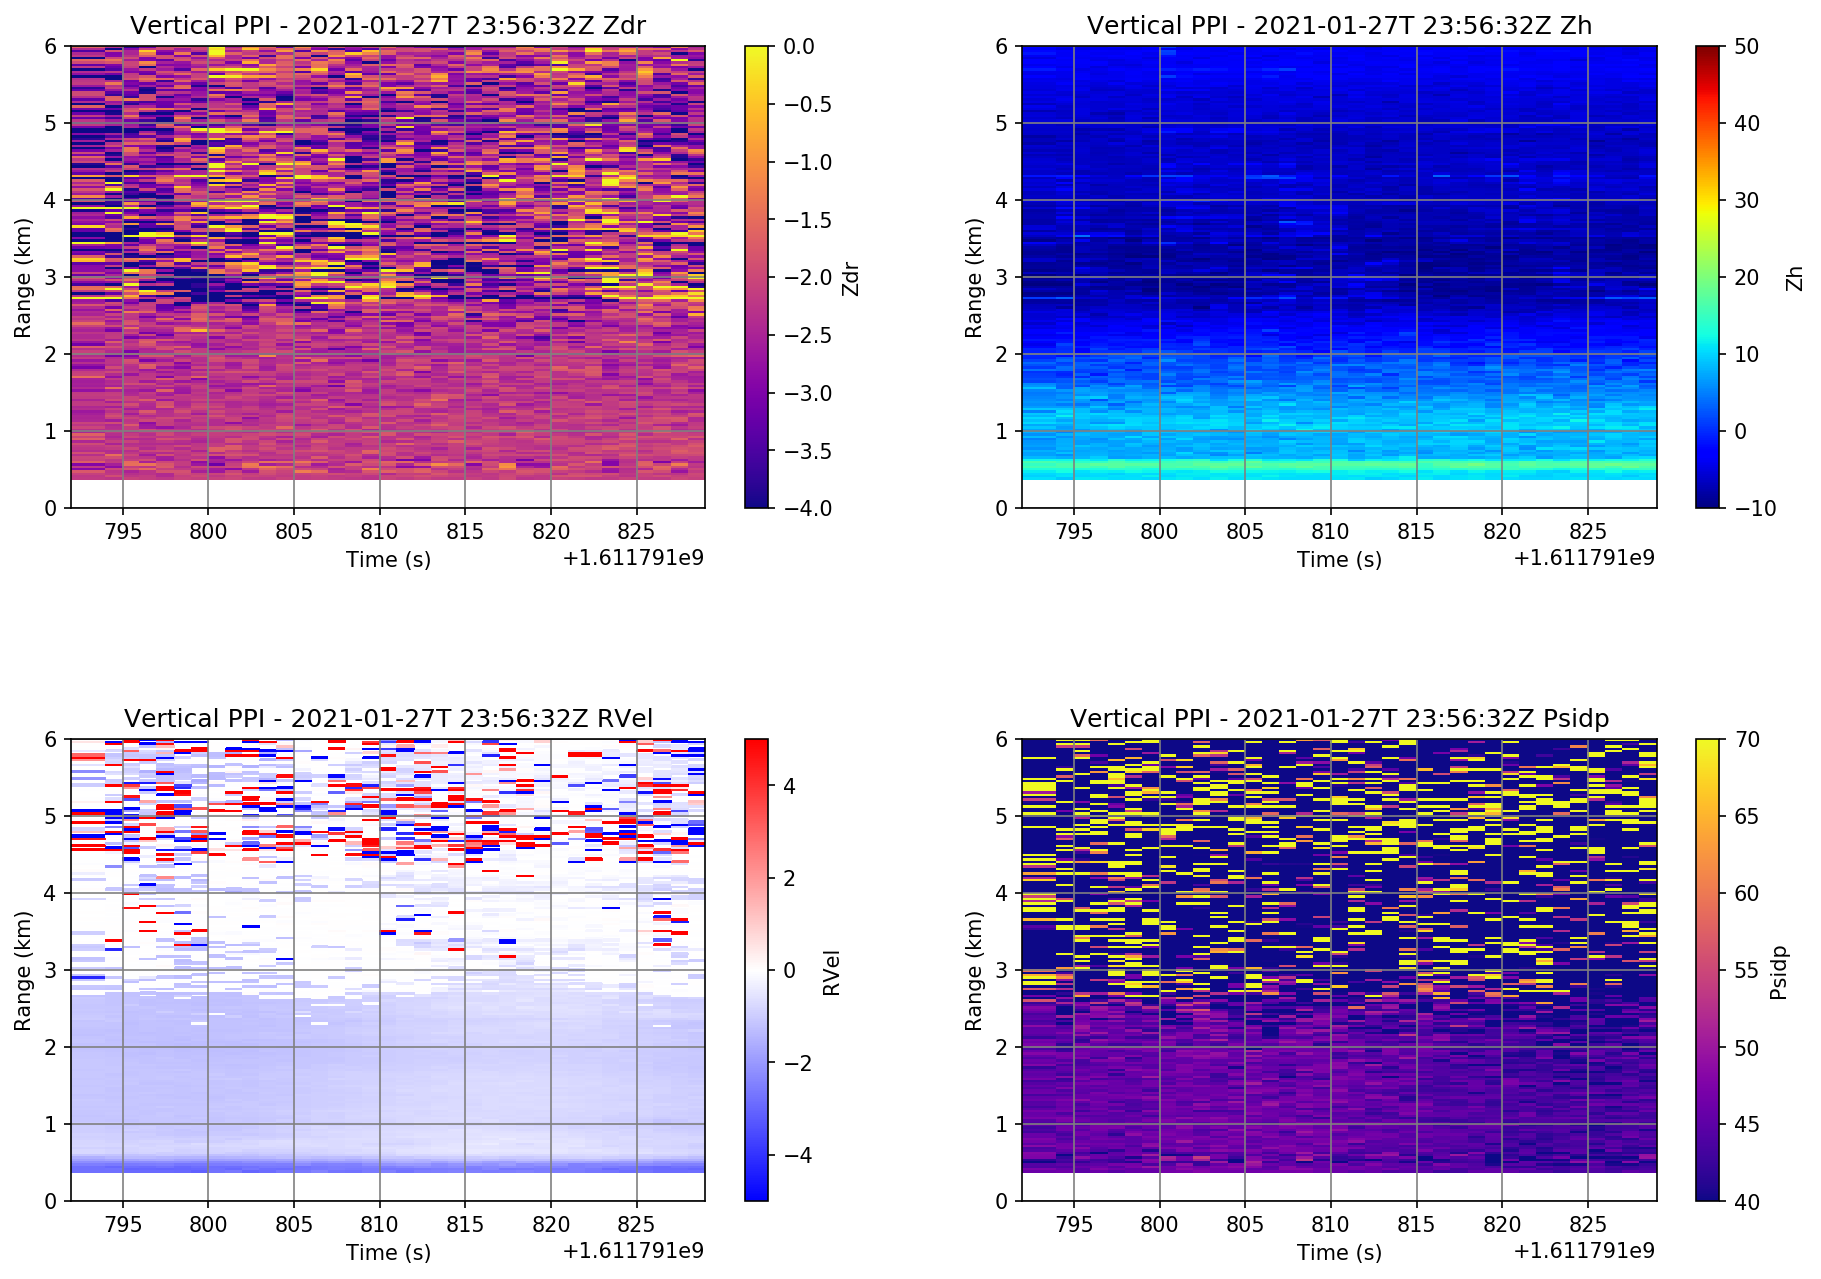 Vertical PPI - 2021-01-27T 23:56:32Z Zdr
6
5
4
3
2
1
0
Range (km)
795 800 805 810 815 820 825
Time (s)
+1.611791e9
0.0
−0.5
−1.0
−1.5
−2.0
−2.5
−3.0
−3.5
−4.0
Zdr
Vertical PPI - 2021-01-27T 23:56:32Z Zh
6
5
4
3
2
1
0
Range (km)
795 800 805 810 815 820 825
Time (s)
+1.611791e9
50
40
30
20
10
0
−10
Zh
Vertical PPI - 2021-01-27T 23:56:32Z RVel
6
5
4
3
2
1
0
Range (km)
795 800 805 810 815 820 825
Time (s)
+1.611791e9
4
2
0
−2
−4
RVel
Vertical PPI - 2021-01-27T 23:56:32Z Psidp
6
5
4
3
2
1
0
Range (km)
795 800 805 810 815 820 825
Time (s)
+1.611791e9
70
65
60
55
50
45
40
Psidp